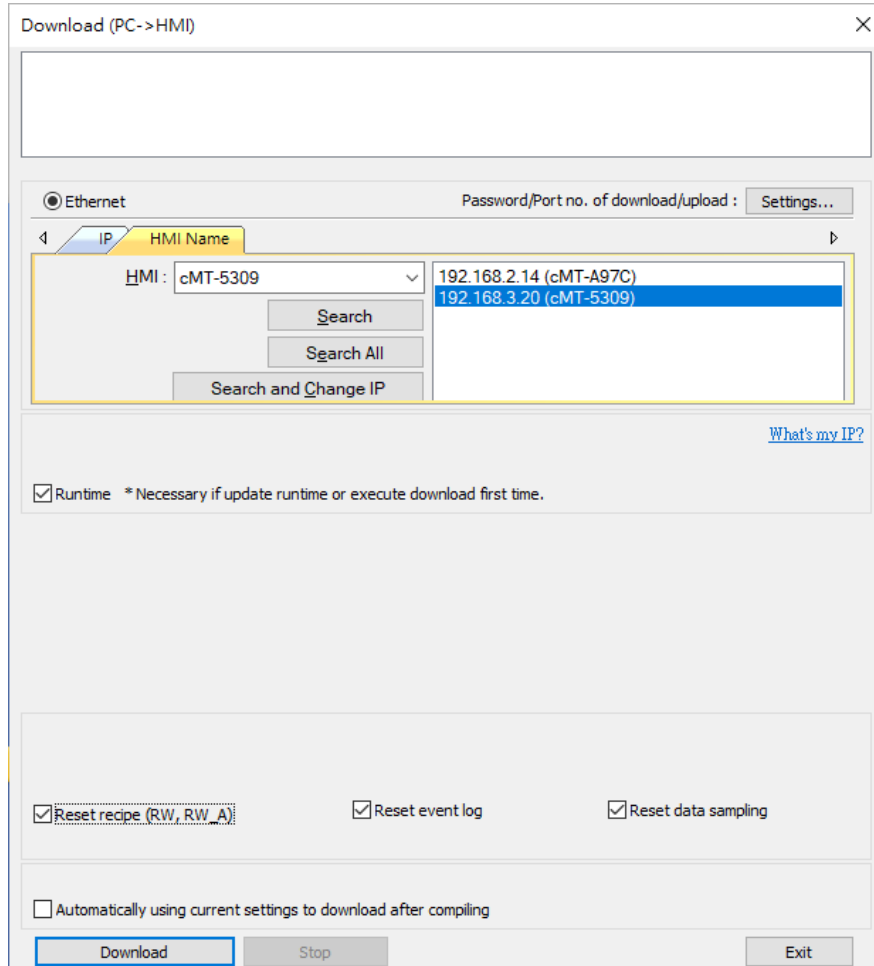 Download (PC->HMI)
Ethernet
Password/Port no. of download/upload :
Settings...
IP
HMI Name
HMI :
cMT-5309
192.168.2.14 (cMT-A97C)
192.168.3.20 (cMT-5309)
Search
Search All
Search and Change IP
What's my IP?
Runtime * Necessary if update runtime or execute download first time.
Reset recipe (RW, RW_A)
Reset event log
Reset data sampling
Automatically using current settings to download after compiling
Download
Stop
Exit